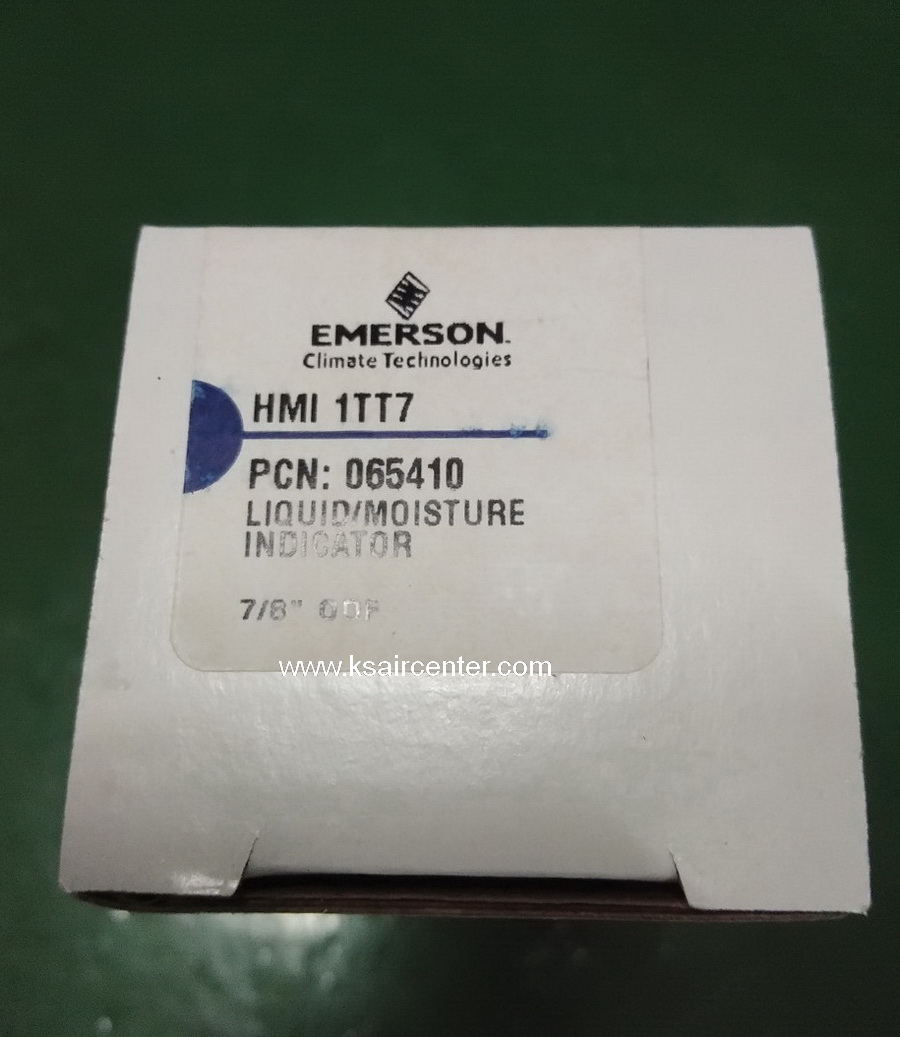 EMERSON.
Climate Technologies
HMI 1TT7
PCN: 065410
LIQUID/MOISTURE
INDICATOR
7/8" ODF
www.ksaircenter.com